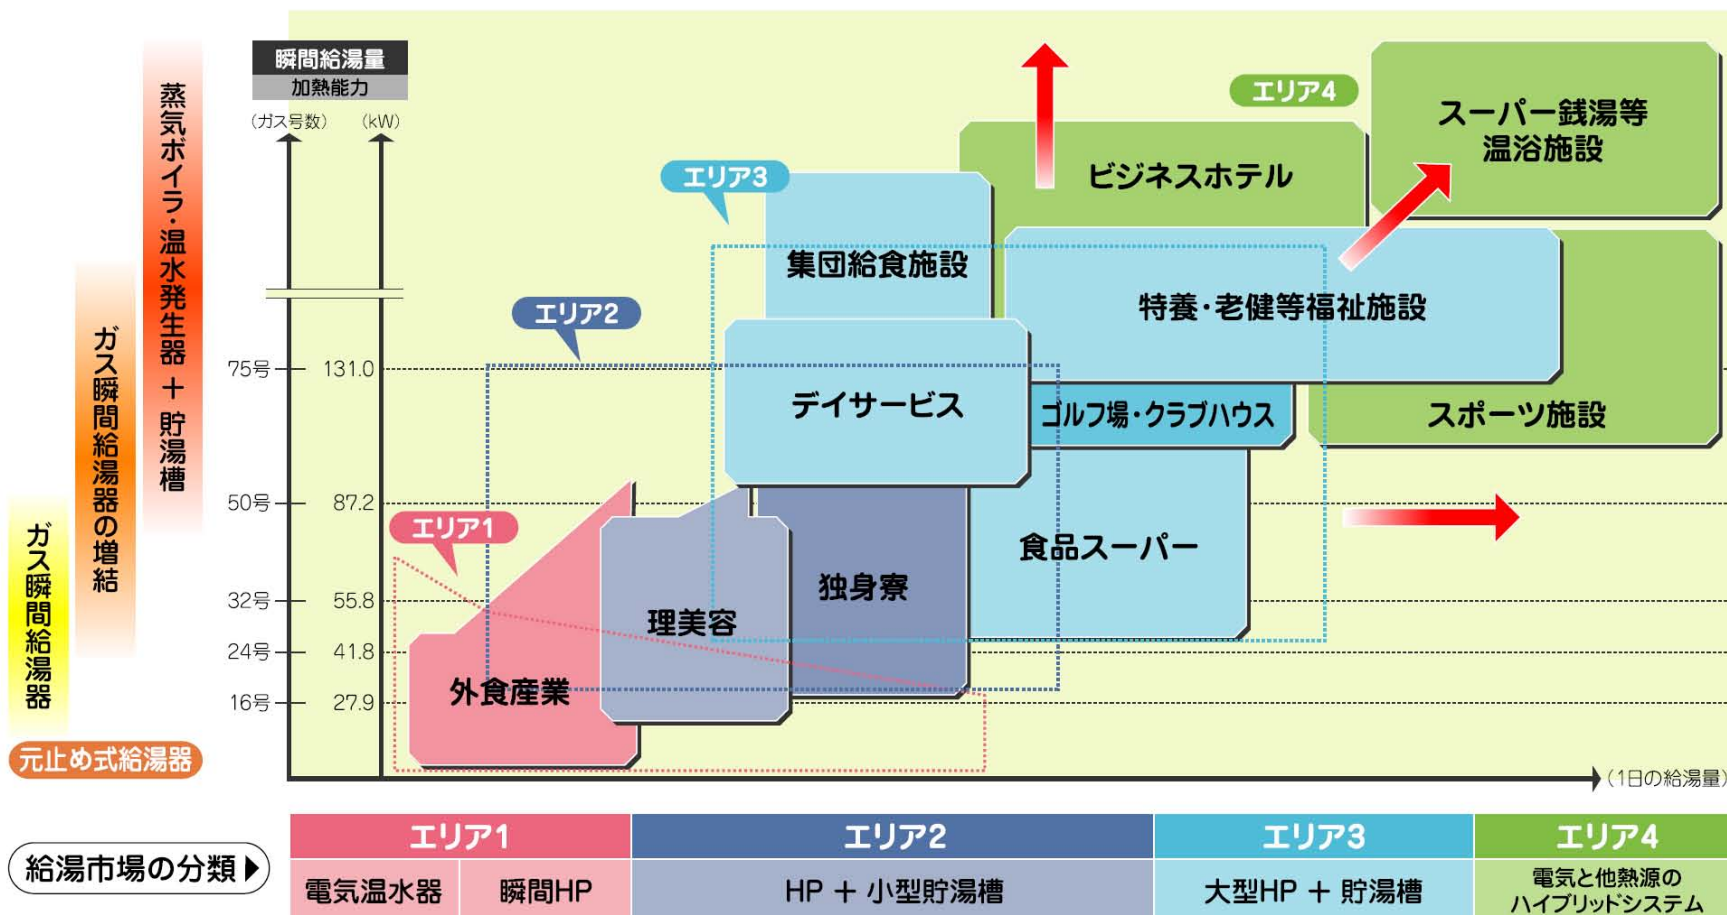 瞬間給湯量
加熱能力
(ガス号数)
(kW)
蒸気ボイラ・温水発生器 + 貯湯槽
ガス瞬間給湯器の増結
ガス瞬間給湯器
元止め式給湯器
75号
131.0
50号
87.2
32号
55.8
24号
41.8
16号
27.9
エリア4
スーパー銭湯等
温浴施設
ビジネスホテル
エリア3
集団給食施設
特養・老健等福祉施設
エリア2
デイサービス
ゴルフ場・クラブハウス
スポーツ施設
エリア1
食品スーパー
独身寮
理美容
外食産業
(1日の給湯量)
給湯市場の分類
エリア1
エリア2
エリア3
エリア4
電気温水器
瞬間HP
HP + 小型貯湯槽
大型HP + 貯湯槽
電気と他熱源の
ハイブリッドシステム